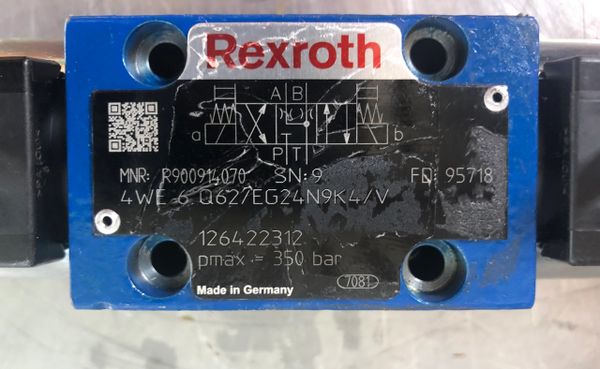 Rexroth
A B
a b
T
P T
MNR: R900914070 SN: 9 FD: 95718
4WE 6 Q62/EG24N9K4/V
126422312
pmax = 350 bar
Made in Germany 7081